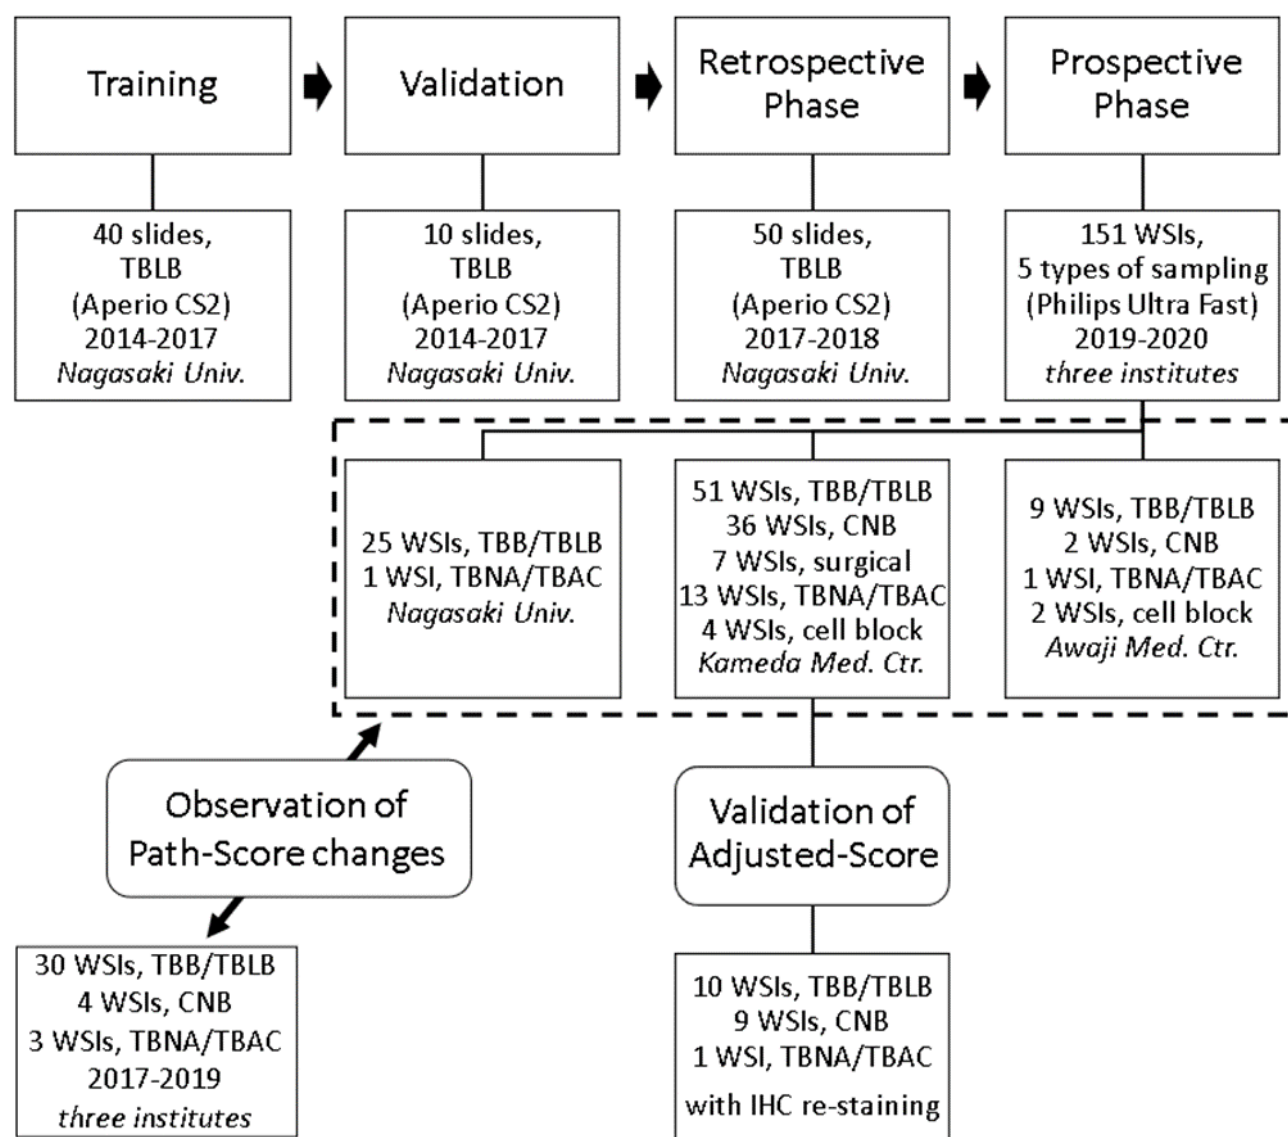 Training
Validation
Retrospective
Phase
Prospective
Phase
40 slides,
TBLB
(Aperio CS2)
2014-2017
Nagasaki Univ.
10 slides,
TBLB
(Aperio CS2)
2014-2017
Nagasaki Univ.
50 slides,
TBLB
(Aperio CS2)
2017-2018
Nagasaki Univ.
151 WSIs,
5 types of sampling
(Philips Ultra Fast)
2019-2020
three institutes
25 WSIs, TBB/TBLB
1 WSI, TBNA/TBAC
Nagasaki Univ.
51 WSIs, TBB/TBLB
36 WSIs, CNB
7 WSIs, surgical
13 WSIs, TBNA/TBAC
4 WSIs, cell block
Kameda Med. Ctr.
9 WSIs, TBB/TBLB
2 WSIs, CNB
1 WSI, TBNA/TBAC
2 WSIs, cell block
Awaji Med. Ctr.
Observation of
Path-Score changes
Validation of
Adjusted-Score
30 WSIs, TBB/TBLB
4 WSIs, CNB
3 WSIs, TBNA/TBAC
2017-2019
three institutes
10 WSIs, TBB/TBLB
9 WSIs, CNB
1 WSI, TBNA/TBAC
with IHC re-staining